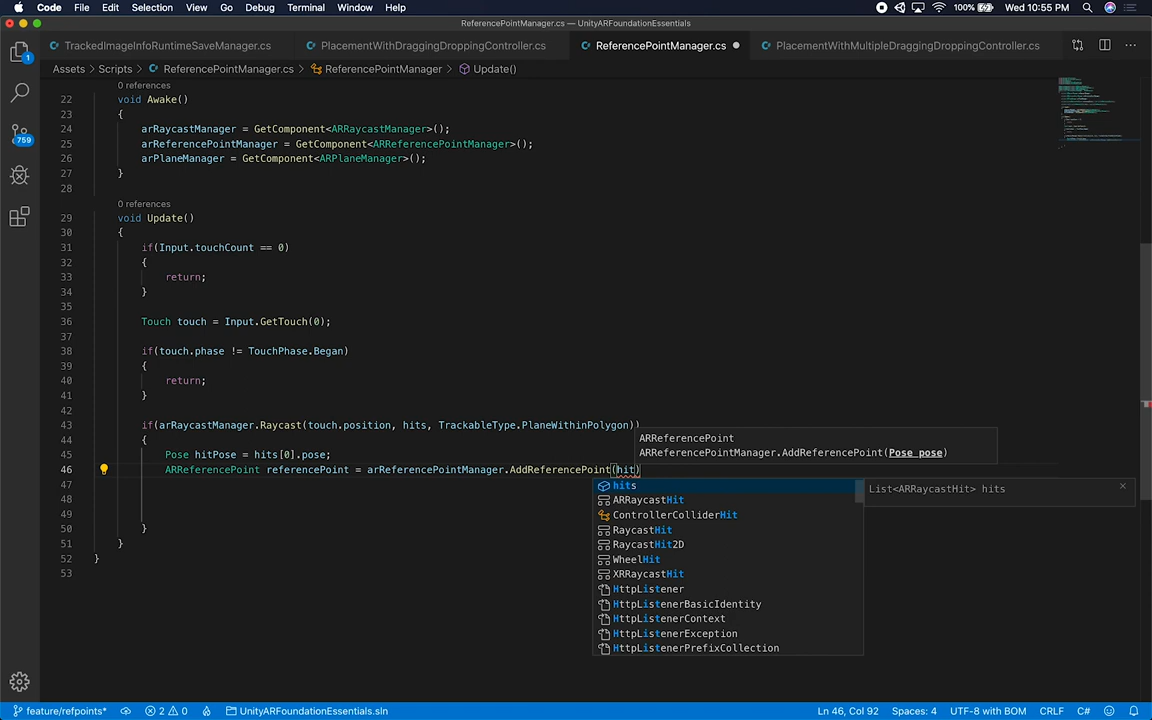 Code File Edit Selection View Go Debug Terminal Window Help 100% Wed 10:55 PM
ReferencePointManager.cs — UnityARFoundationEssentials
TrackedImageInfoRuntimeSaveManager.cs PlacementWithDraggingDroppingController.cs ReferencePointManager.cs PlacementWithMultipleDraggingDroppingController.cs
Assets > Scripts > ReferencePointManager.cs > ReferencePointManager > Update()
1
759
0 references
22 void Awake()
23 {
24 arRaycastManager = GetComponent<ARRaycastManager>();
25 arReferencePointManager = GetComponent<ARReferencePointManager>();
26 arPlaneManager = GetComponent<ARPlaneManager>();
27 }
28
0 references
29 void Update()
30 {
31 if(Input.touchCount == 0)
32 {
33 return;
34 }
35
36 Touch touch = Input.GetTouch(0);
37
38 if(touch.phase != TouchPhase.Began)
39 {
40 return;
41 }
42
43 if(arRaycastManager.Raycast(touch.position, hits, TrackableType.PlaneWithinPolygon))
44 {
45 Pose hitPose = hits[0].pose;
46 ARReferencePoint referencePoint = arReferencePointManager.AddReferencePoint(hit)
47
48
49
50 }
51 }
52 }
53
ARReferencePoint
ARReferencePointManager.AddReferencePoint(Pose pose)
hits
ARRaycastHit
ControllerColliderHit
RaycastHit
RaycastHit2D
WheelHit
XRRaycastHit
HttpListener
HttpListenerBasicIdentity
HttpListenerContext
HttpListenerException
HttpListenerPrefixCollection
List<ARRaycastHit> hits
feature/refpoints* 2 0 UnityARFoundationEssentials.sln Ln 46, Col 92 Spaces: 4 UTF-8 with BOM CRLF C#